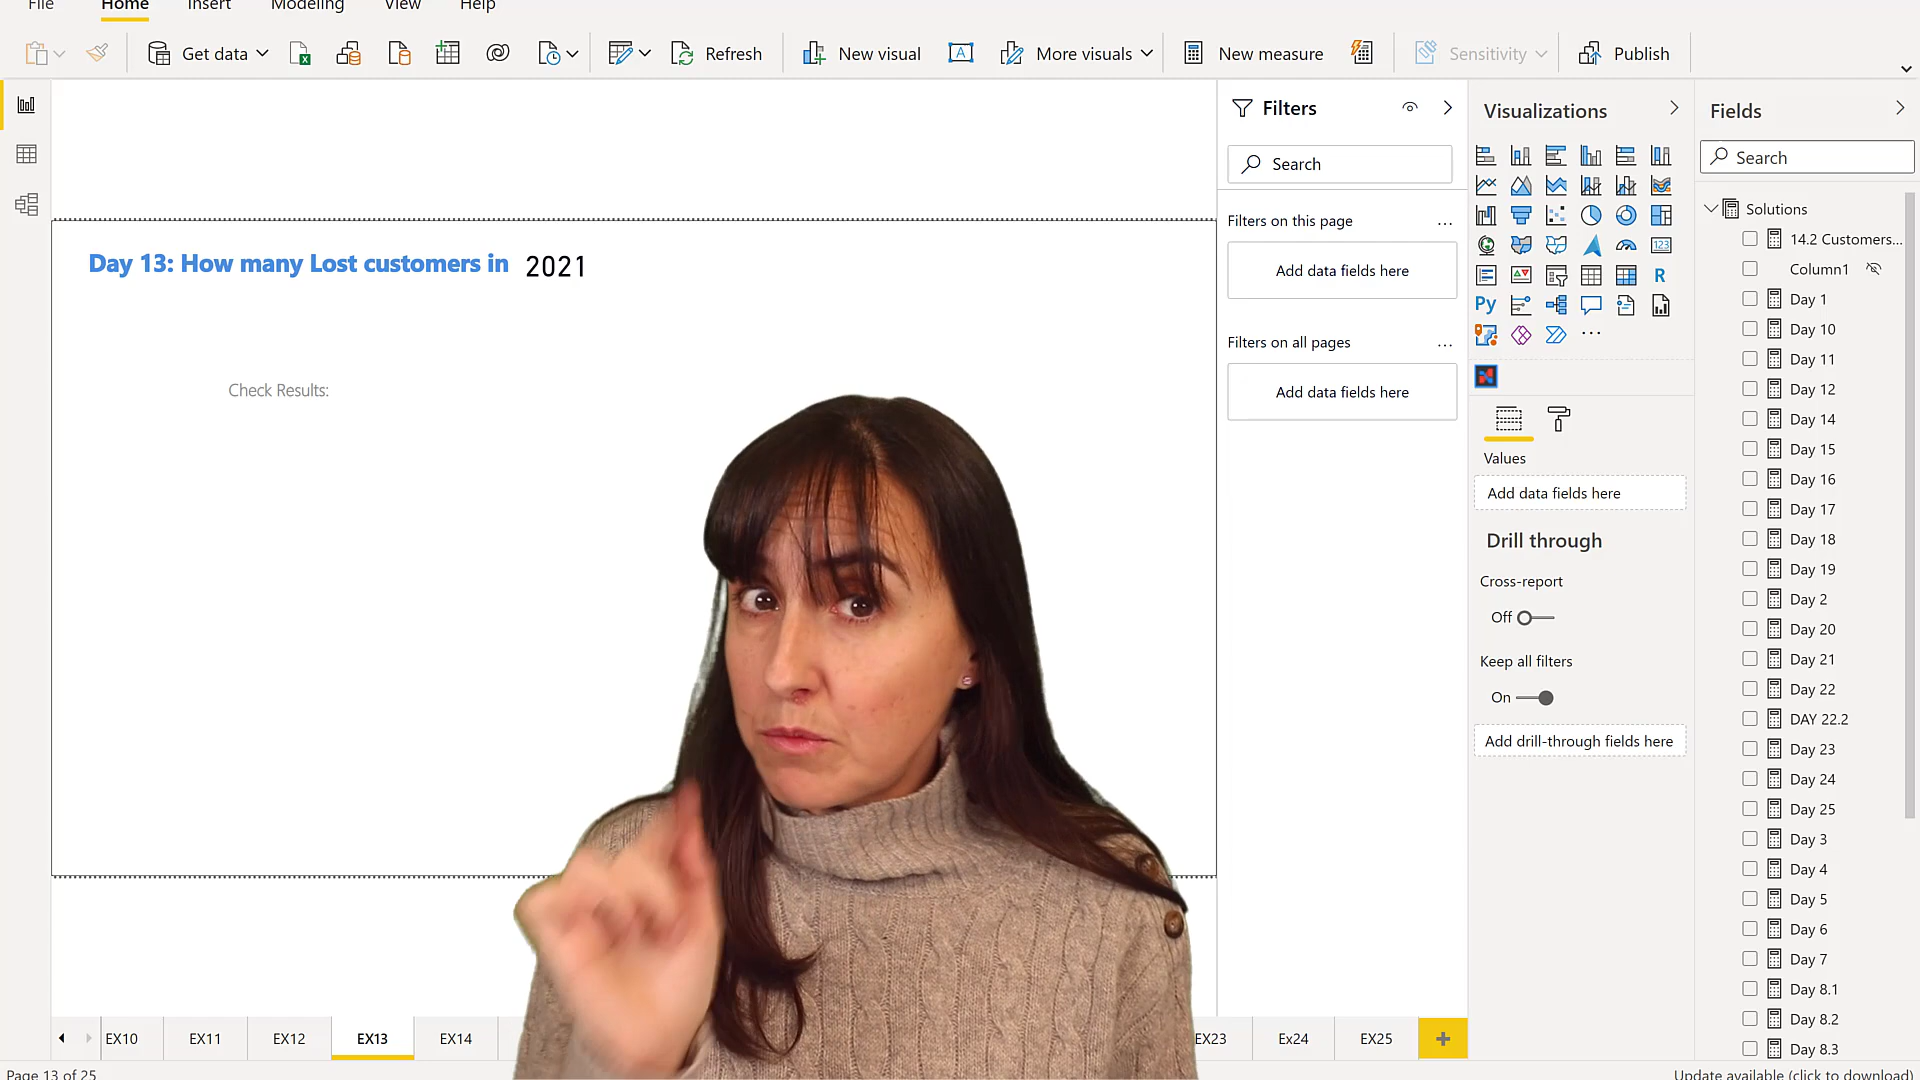 File Home Insert Modeling View Help
Get data Refresh New visual More visuals New measure Sensitivity Publish
Day 13: How many Lost customers in 2021
Check Results:
Filters
Search
Filters on this page ...
Add data fields here
Filters on all pages ...
Add data fields here
Visualizations
123
R
Py
Values
Add data fields here
Drill through
Cross-report
Off
Keep all filters
On
Add drill-through fields here
Fields
Search
Solutions
14.2 Customers...
Column1
Day 1
Day 10
Day 11
Day 12
Day 14
Day 15
Day 16
Day 17
Day 18
Day 19
Day 2
Day 20
Day 21
Day 22
DAY 22.2
Day 23
Day 24
Day 25
Day 3
Day 4
Day 5
Day 6
Day 7
Day 8.1
Day 8.2
Day 8.3
EX10 EX11 EX12 EX13 EX14 EX23 Ex24 EX25
Page 13 of 25
Update available (click to download)